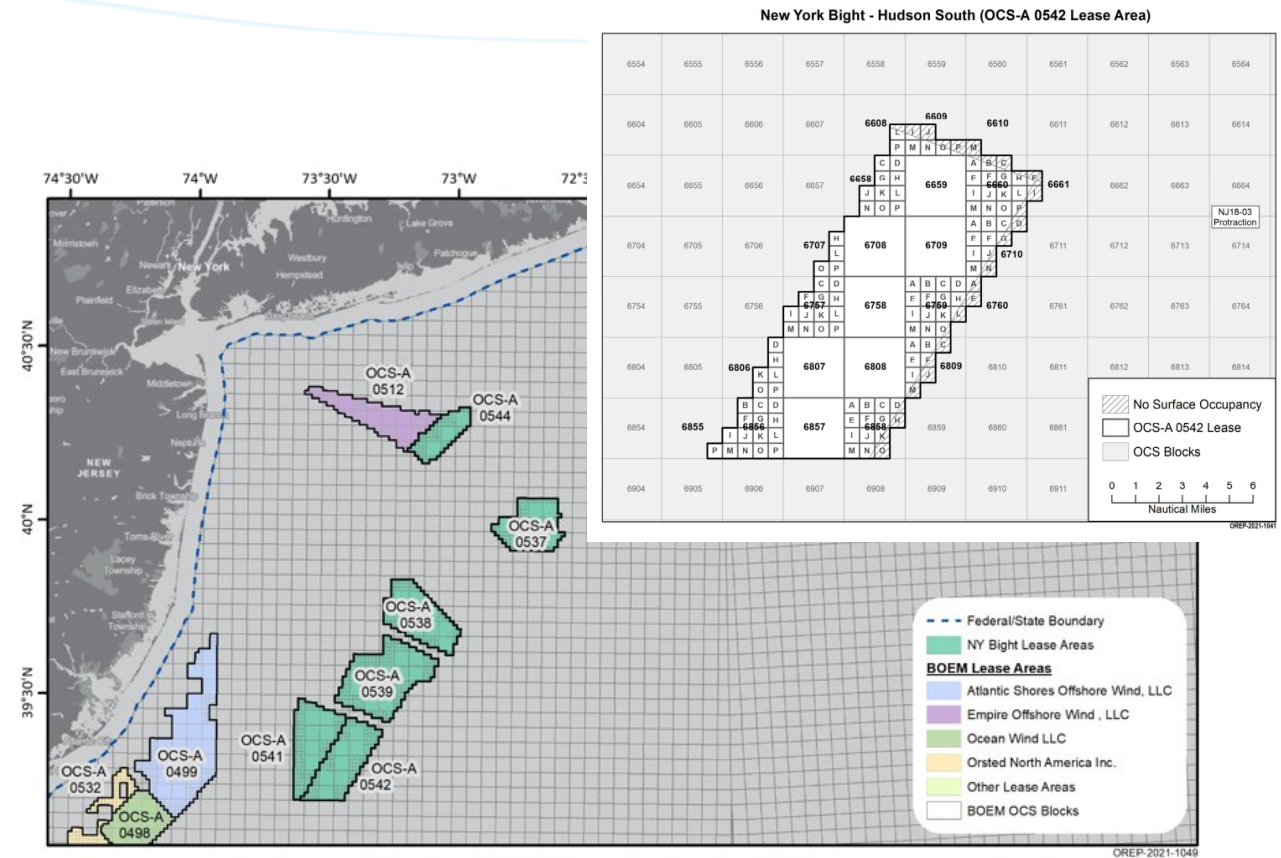 New York Bight - Hudson South (OCS-A 0542 Lease Area)
6554 6555 6556 6557 6558 6559 6560 6561 6562 6563 6564
6604 6605 6606 6607 6608 6609 6610 6611 6612 6613 6614
L I J
P M N O P M
C D A B C
G H E F G H E
6654 6655 6656 6657 6658 6659 6660 6661 6662 6663 6664
J K L I J K L I
N O P M N O P
NJ18-03
Protraction
H A B C D
6704 6705 6706 6707 6708 6709 E F G 6710 6711 6712 6713 6714
L I J
O P M N
C D A B C D A
F G H E F G H E
6754 6755 6756 6757 6758 6759 6760 6761 6762 6763 6764
I J K L I J K L
M N O P M N O
D A B C
H E F
6804 6805 6806 6807 6808 6809 6810 6811 6812 6813 6814
K L I J
O P M
B C D A B C D
F G H E F G H
6854 6855 6856 6857 6858 6859 6860 6861
I J K L I J K
P M N O P M N O
6904 6905 6906 6907 6908 6909 6910 6911
No Surface Occupancy
OCS-A 0542 Lease
OCS Blocks
0 1 2 3 4 5 6
Nautical Miles
OREP-2021-1041
74°30'W 74°W 73°30'W 73°W 72°3
40°30'N
40°N
39°30'N
Huntington
Lake Grove
Morristown
Westbury
Patchogue
Newark
New York
Hempstead
Islip
Elizabeth
Plainfield
New Brunswick
East Brunswick
Middletown
Long Branch
Neptune
NEW
JERSEY
Brick Township
Toms River
Lacey
Township
Stafford
Township
OCS-A
0512
OCS-A
0544
OCS-A
0537
OCS-A
0538
OCS-A
0539
OCS-A
0541
OCS-A
0542
OCS-A
0499
OCS-A
0532
OCS-A
0498
Federal/State Boundary
NY Bight Lease Areas
BOEM Lease Areas
Atlantic Shores Offshore Wind, LLC
Empire Offshore Wind , LLC
Ocean Wind LLC
Orsted North America Inc.
Other Lease Areas
BOEM OCS Blocks
OREP-2021-1049